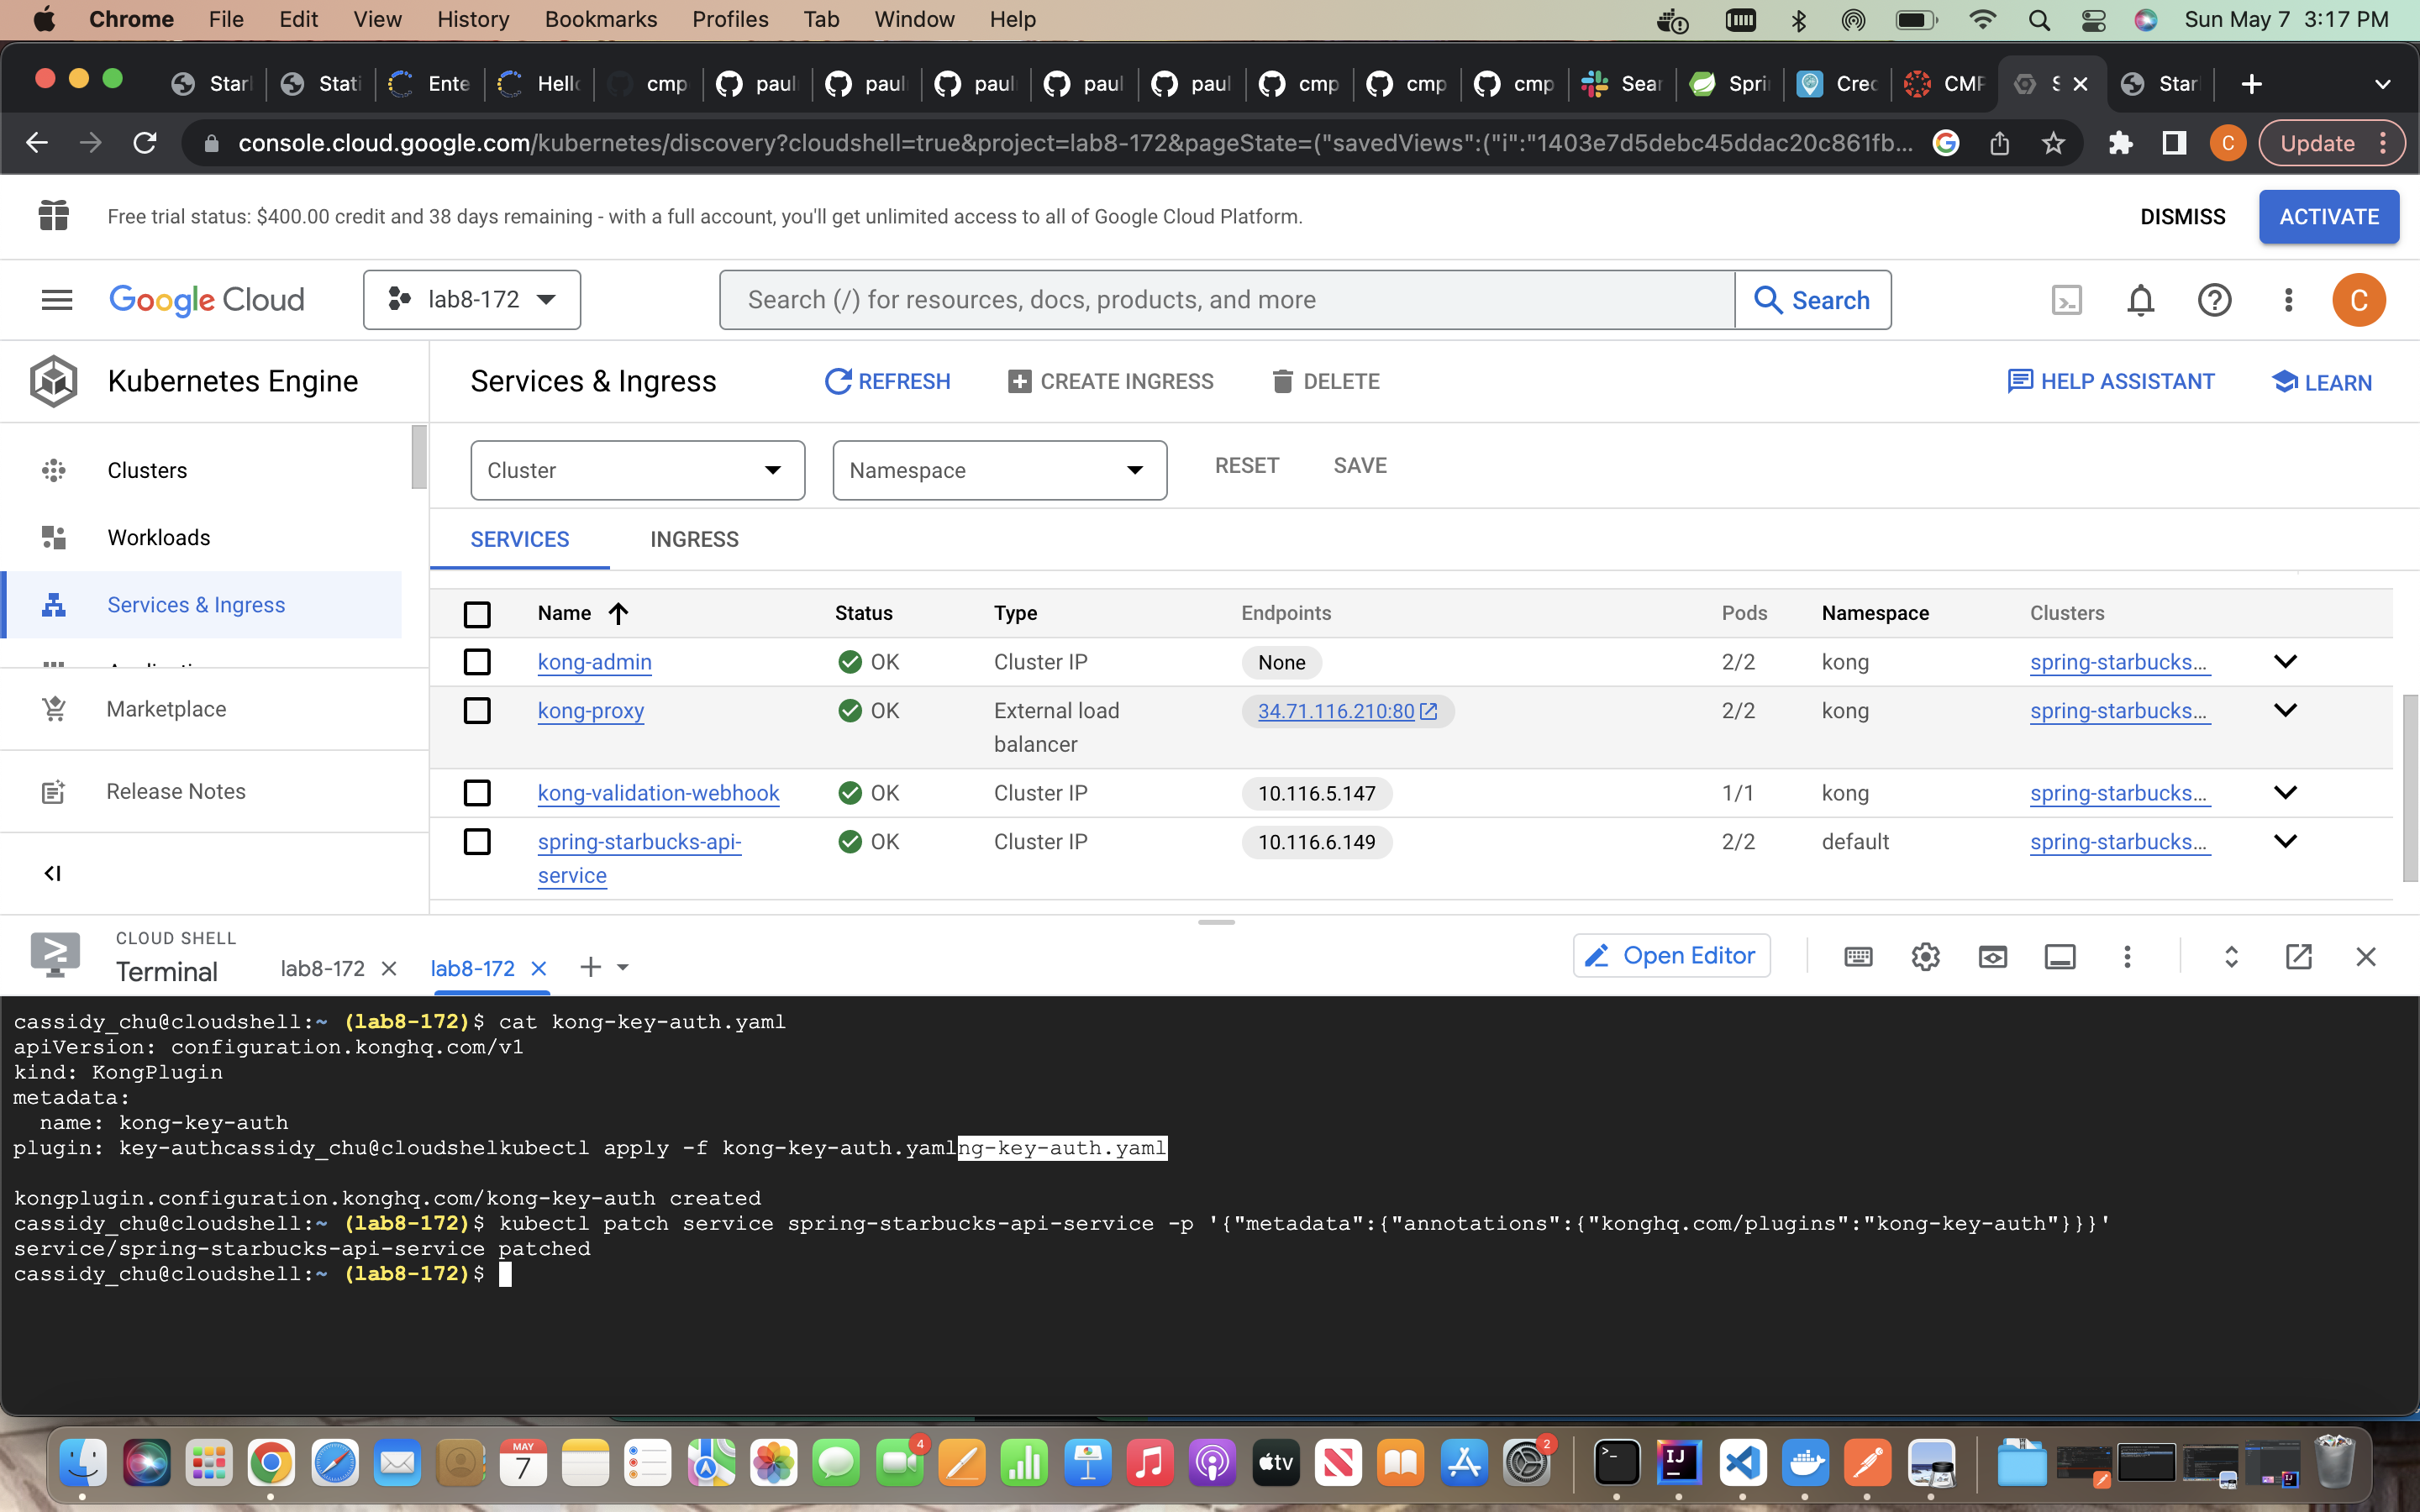 Chrome File Edit View History Bookmarks Profiles Tab Window Help Sun May 7 3:17 PM
Star Stati Ente Hello cmp paul paul paul paul paul cmp cmp cmp Sear Spri Cred CMP S Star
console.cloud.google.com/kubernetes/discovery?cloudshell=true&project=lab8-172&pageState=("savedViews":("i":"1403e7d5debc45ddac20c861fb... C Update
Free trial status: $400.00 credit and 38 days remaining - with a full account, you'll get unlimited access to all of Google Cloud Platform. DISMISS ACTIVATE
Google Cloud lab8-172 Search (/) for resources, docs, products, and more Search C
Kubernetes Engine Services & Ingress REFRESH CREATE INGRESS DELETE HELP ASSISTANT LEARN
Clusters
Workloads
Services & Ingress
Marketplace
Release Notes
Cluster Namespace RESET SAVE
SERVICES INGRESS
Name Status Type Endpoints Pods Namespace Clusters
kong-admin OK Cluster IP None 2/2 kong spring-starbucks...
kong-proxy OK External load balancer 34.71.116.210:80 2/2 kong spring-starbucks...
kong-validation-webhook OK Cluster IP 10.116.5.147 1/1 kong spring-starbucks...
spring-starbucks-api-service OK Cluster IP 10.116.6.149 2/2 default spring-starbucks...
CLOUD SHELL
Terminal lab8-172 lab8-172 Open Editor
cassidy_chu@cloudshell:~ (lab8-172)$ cat kong-key-auth.yaml
apiVersion: configuration.konghq.com/v1
kind: KongPlugin
metadata:
  name: kong-key-auth
plugin: key-authcassidy_chu@cloudshelkubectl apply -f kong-key-auth.yamlng-key-auth.yaml
kongplugin.configuration.konghq.com/kong-key-auth created
cassidy_chu@cloudshell:~ (lab8-172)$ kubectl patch service spring-starbucks-api-service -p '{"metadata":{"annotations":{"konghq.com/plugins":"kong-key-auth"}}}'
service/spring-starbucks-api-service patched
cassidy_chu@cloudshell:~ (lab8-172)$
MAY
7
4
tv
2
IJ